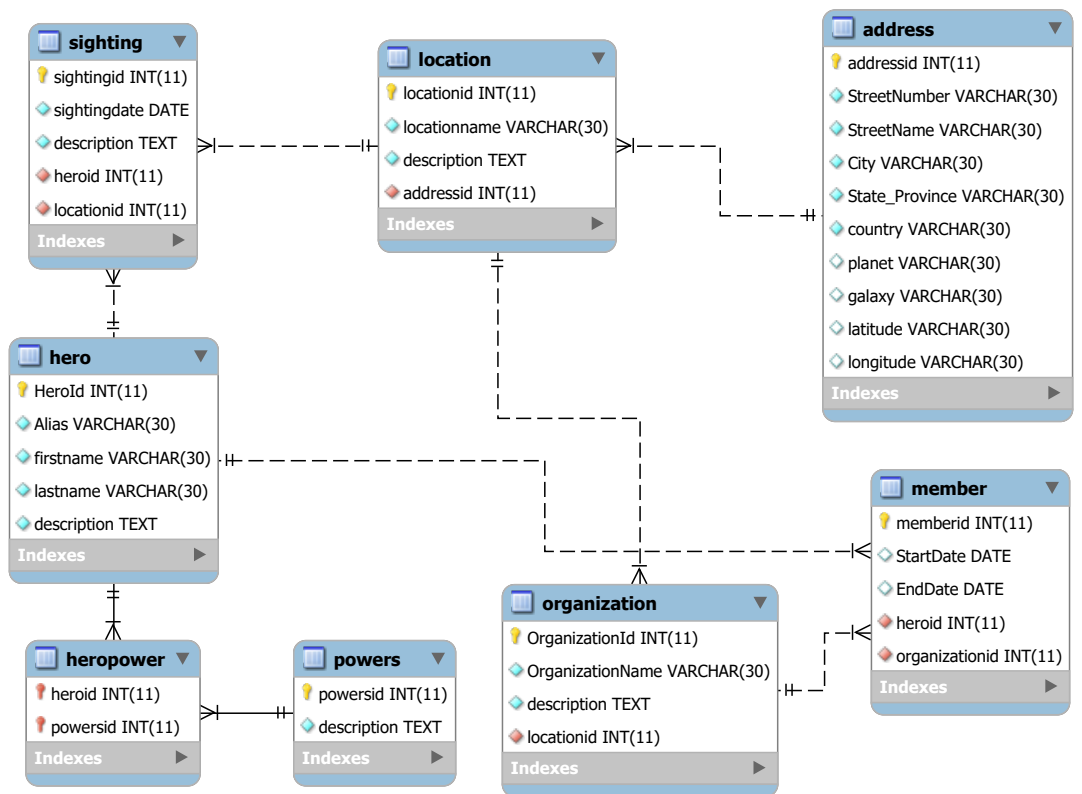 sighting
sightingid INT(11)
sightingdate DATE
description TEXT
heroid INT(11)
locationid INT(11)
Indexes
location
locationid INT(11)
locationname VARCHAR(30)
description TEXT
addressid INT(11)
Indexes
address
addressid INT(11)
StreetNumber VARCHAR(30)
StreetName VARCHAR(30)
City VARCHAR(30)
State_Province VARCHAR(30)
country VARCHAR(30)
planet VARCHAR(30)
galaxy VARCHAR(30)
latitude VARCHAR(30)
longitude VARCHAR(30)
Indexes
hero
HeroId INT(11)
Alias VARCHAR(30)
firstname VARCHAR(30)
lastname VARCHAR(30)
description TEXT
Indexes
member
memberid INT(11)
StartDate DATE
EndDate DATE
heroid INT(11)
organizationid INT(11)
Indexes
organization
OrganizationId INT(11)
OrganizationName VARCHAR(30)
description TEXT
locationid INT(11)
Indexes
heropower
heroid INT(11)
powersid INT(11)
Indexes
powers
powersid INT(11)
description TEXT
Indexes